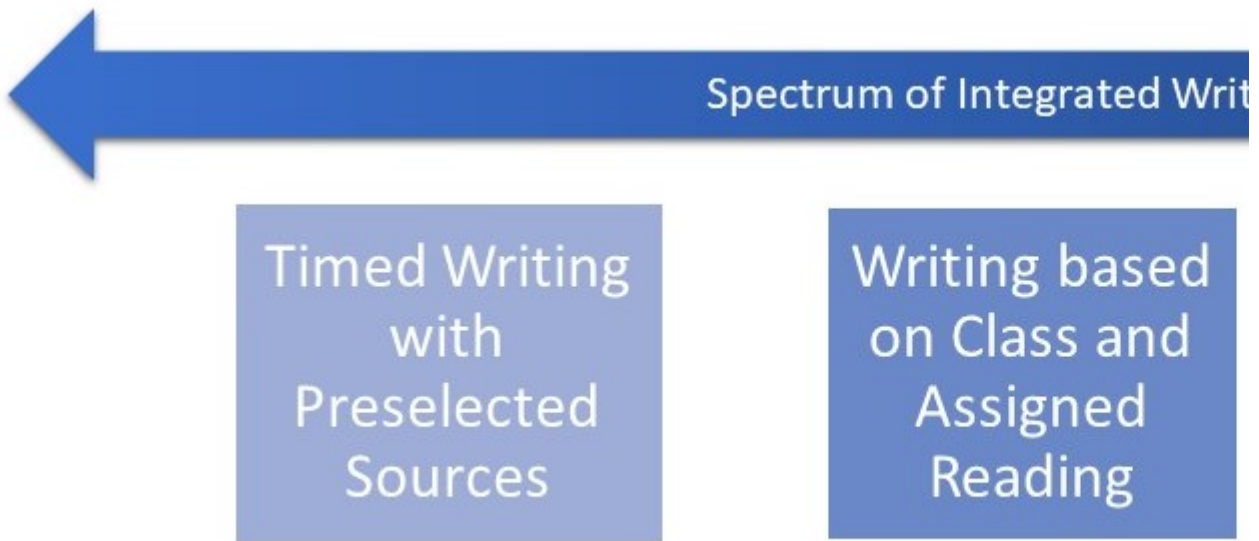 Spectrum of Integrated Writ
Timed Writing
with
Preselected
Sources
Writing based
on Class and
Assigned
Reading